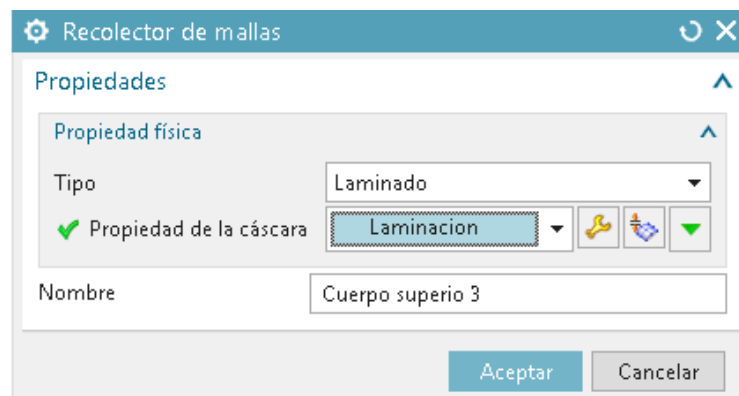 Recolector de mallas
Propiedades
Propiedad física
Tipo Laminado
Propiedad de la cáscara Laminacion
Nombre Cuerpo superio 3
Aceptar Cancelar